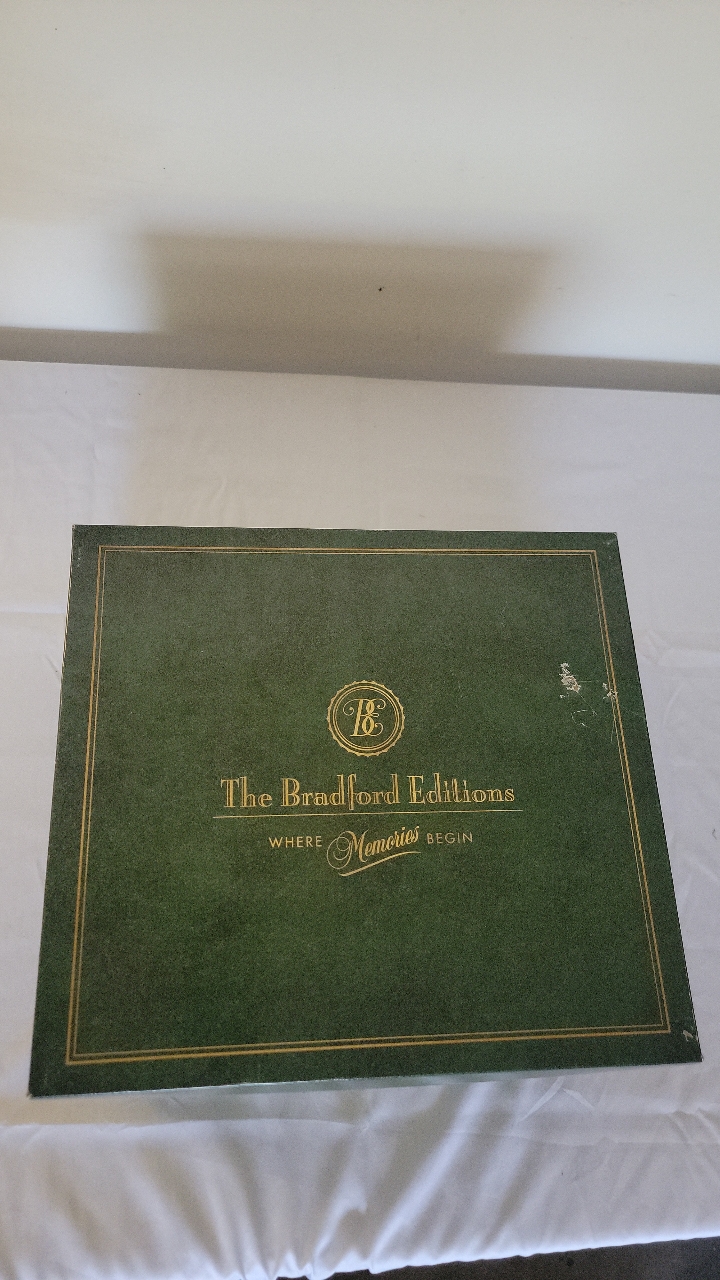 BE
The Bradford Editions
WHERE Memories BEGIN